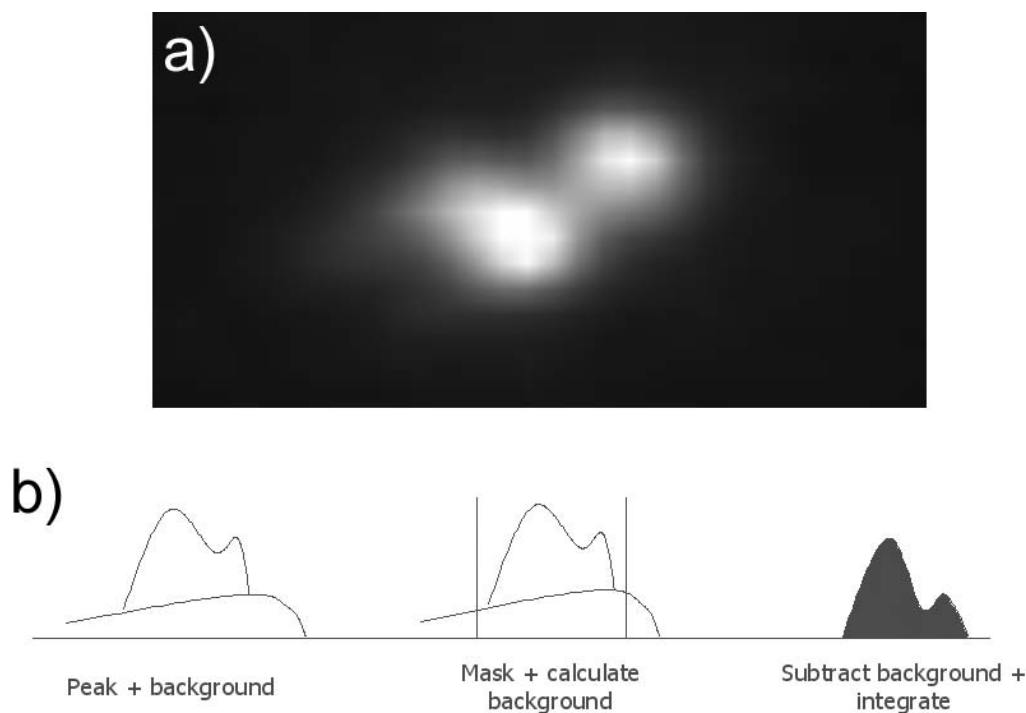 a)
b)
Peak + background
Mask + calculate
background
Subtract background +
integrate